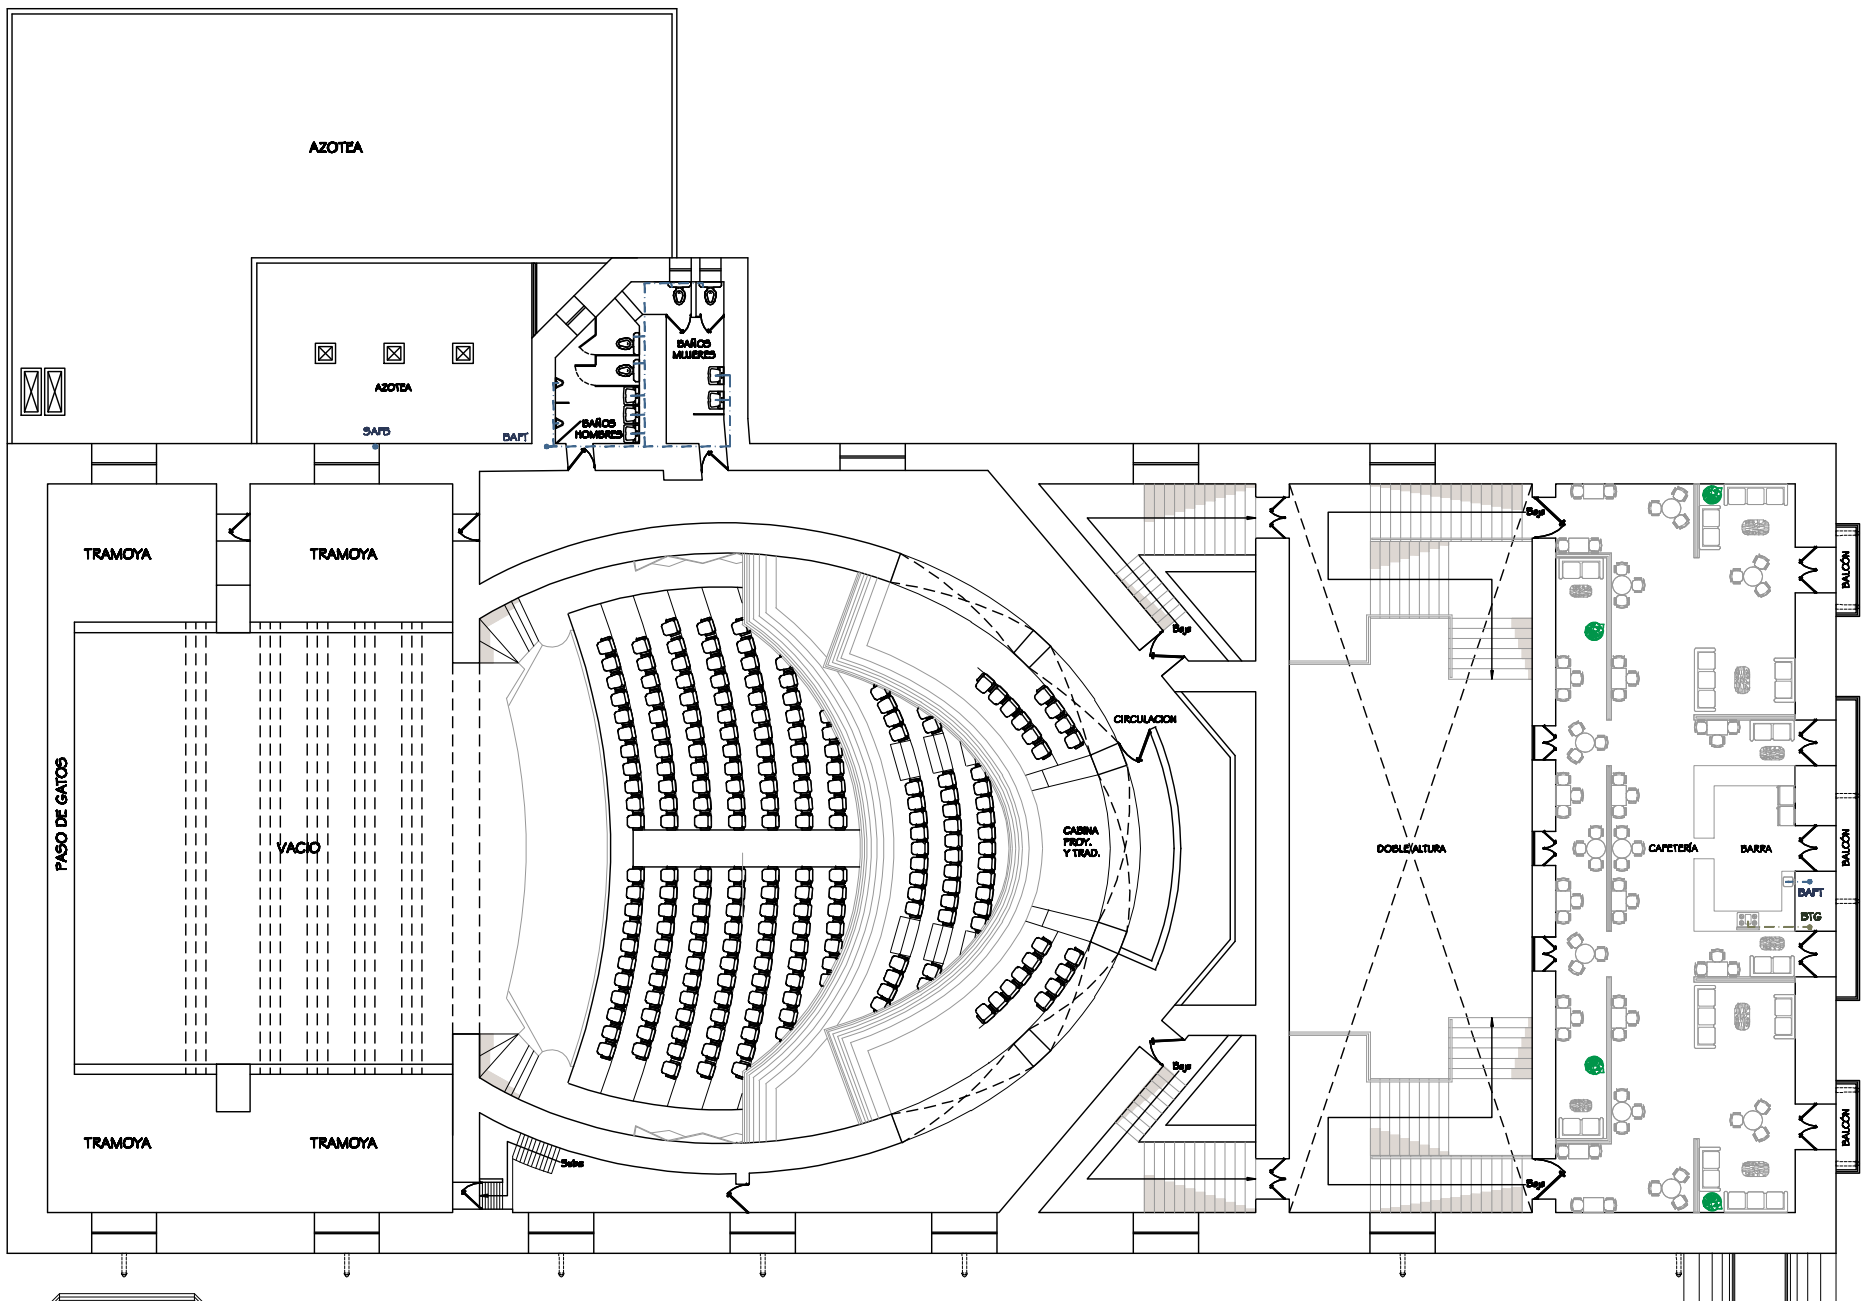 AZOTEA
BAÑOS
MUJERES
AZOTEA
BAÑOS
HOMBRES
SAFB
BAFT
Baja
TRAMOYA
TRAMOYA
BALCÓN
Baja
CIRCULACION
PASO DE GATOS
VACIO
CABINA
PROY.
Y TRAD.
DOBLE ALTURA
CAFETERÍA
BARRA
BALCÓN
BAFT
BTG
Baja
TRAMOYA
TRAMOYA
Sube
BALCÓN
Baja